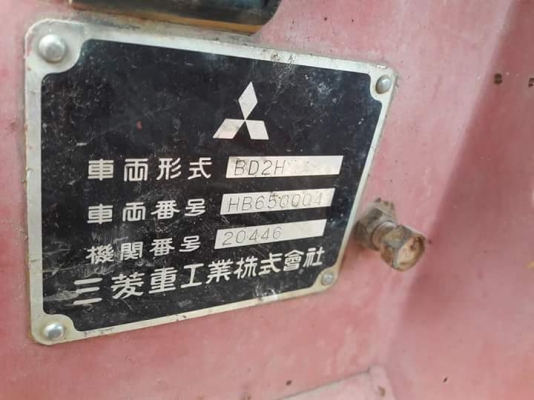 車両形式 BD2H
車両番号 HB650004
機関番号 20446
三菱重工業株式會社